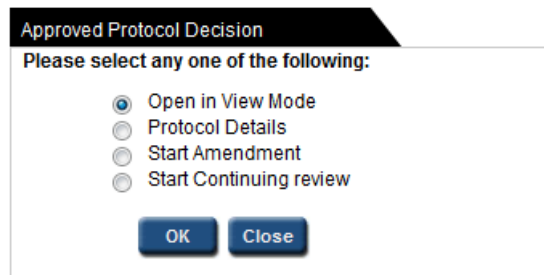 Approved Protocol Decision
Please select any one of the following:
Open in View Mode
Protocol Details
Start Amendment
Start Continuing review
OK Close